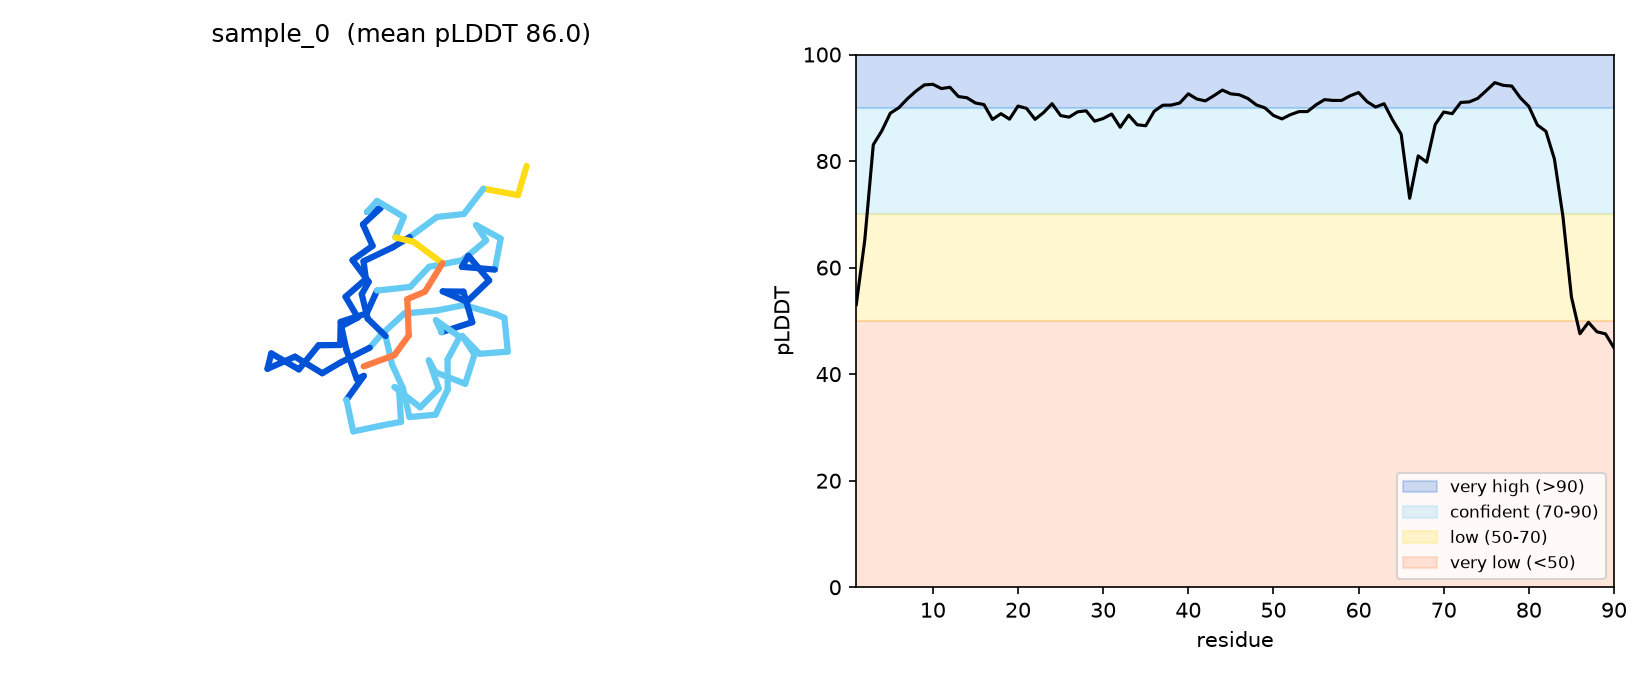 sample_0  (mean pLDDT 86.0)
100
80
60
40
20
0
pLDDT
10
20
30
40
50
60
70
80
90
residue
very high (>90)
confident (70-90)
low (50-70)
very low (<50)